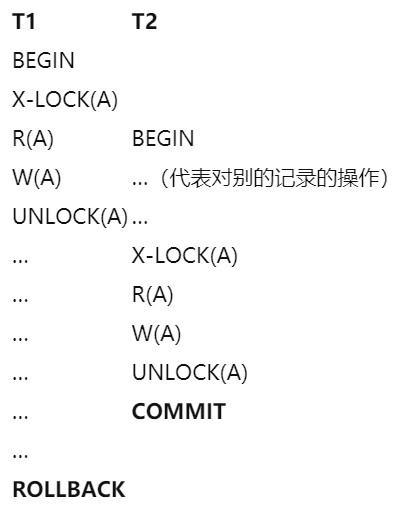 T1 T2
BEGIN
X-LOCK(A)
R(A) BEGIN
W(A) ...（代表对别的记录的操作）
UNLOCK(A) ...
... X-LOCK(A)
... R(A)
... W(A)
... UNLOCK(A)
... COMMIT
...
ROLLBACK